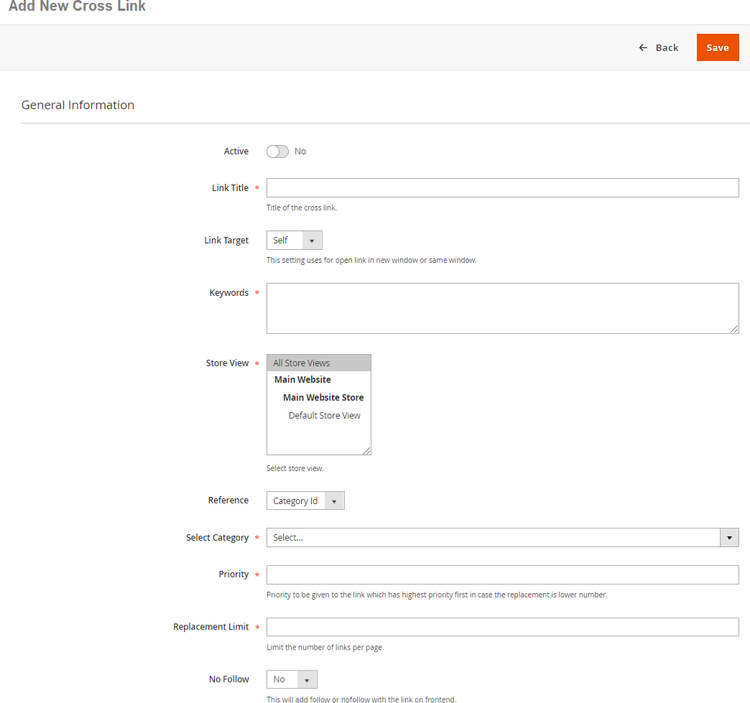 Add New Cross Link
← Back Save
General Information
Active No
Link Title *
Title of the cross link.
Link Target Self
This setting uses for open link in new window or same window.
Keywords *
Store View * All Store Views
Main Website
Main Website Store
Default Store View
Select store view.
Reference Category Id
Select Category * Select...
Priority *
Priority to be given to the link which has highest priority first in case the replacement is lower number.
Replacement Limit *
Limit the number of links per page.
No Follow No
This will add follow or nofollow with the link on frontend.